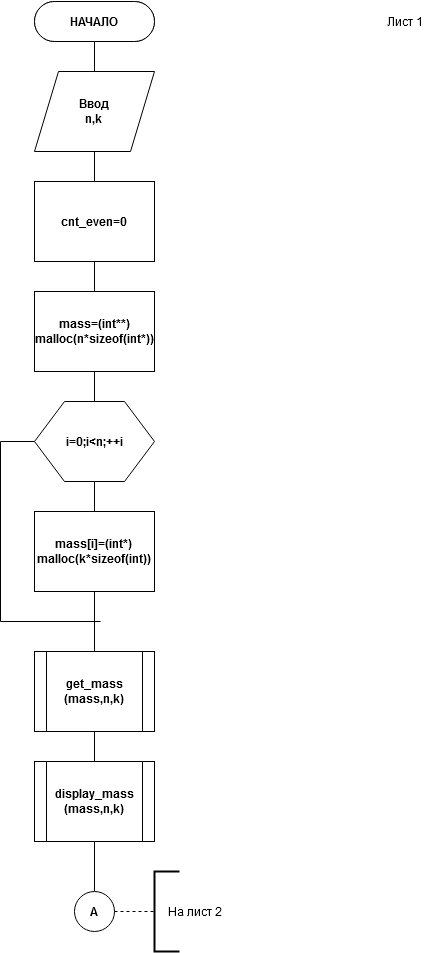 НАЧАЛО
Лист 1
Ввод
n,k
cnt_even=0
mass=(int**)
malloc(n*sizeof(int*))
i=0;i<n;++i
mass[i]=(int*)
malloc(k*sizeof(int))
get_mass
(mass,n,k)
display_mass
(mass,n,k)
А
На лист 2